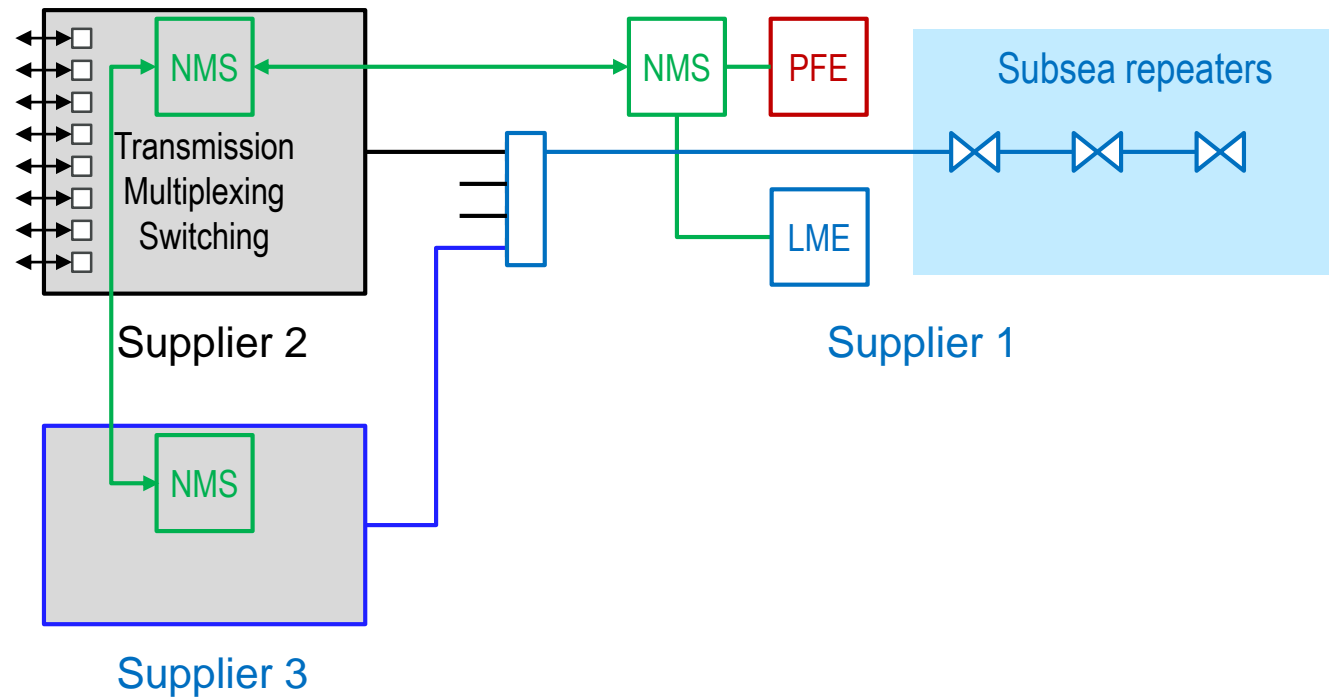 NMS
NMS
PFE
Subsea repeaters
Transmission
Multiplexing
Switching
LME
Supplier 2
Supplier 1
NMS
Supplier 3